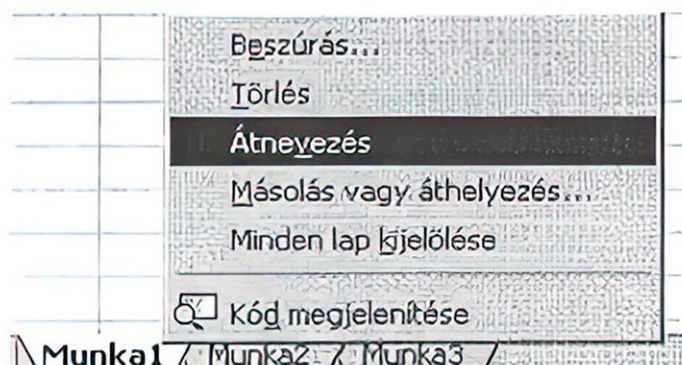 Beszúrás...
Törlés
Átnevezés
Másolás vagy áthelyezés...
Minden lap kijelölése
Kód megjelenítése
Munka1 / Munka2 / Munka3 /